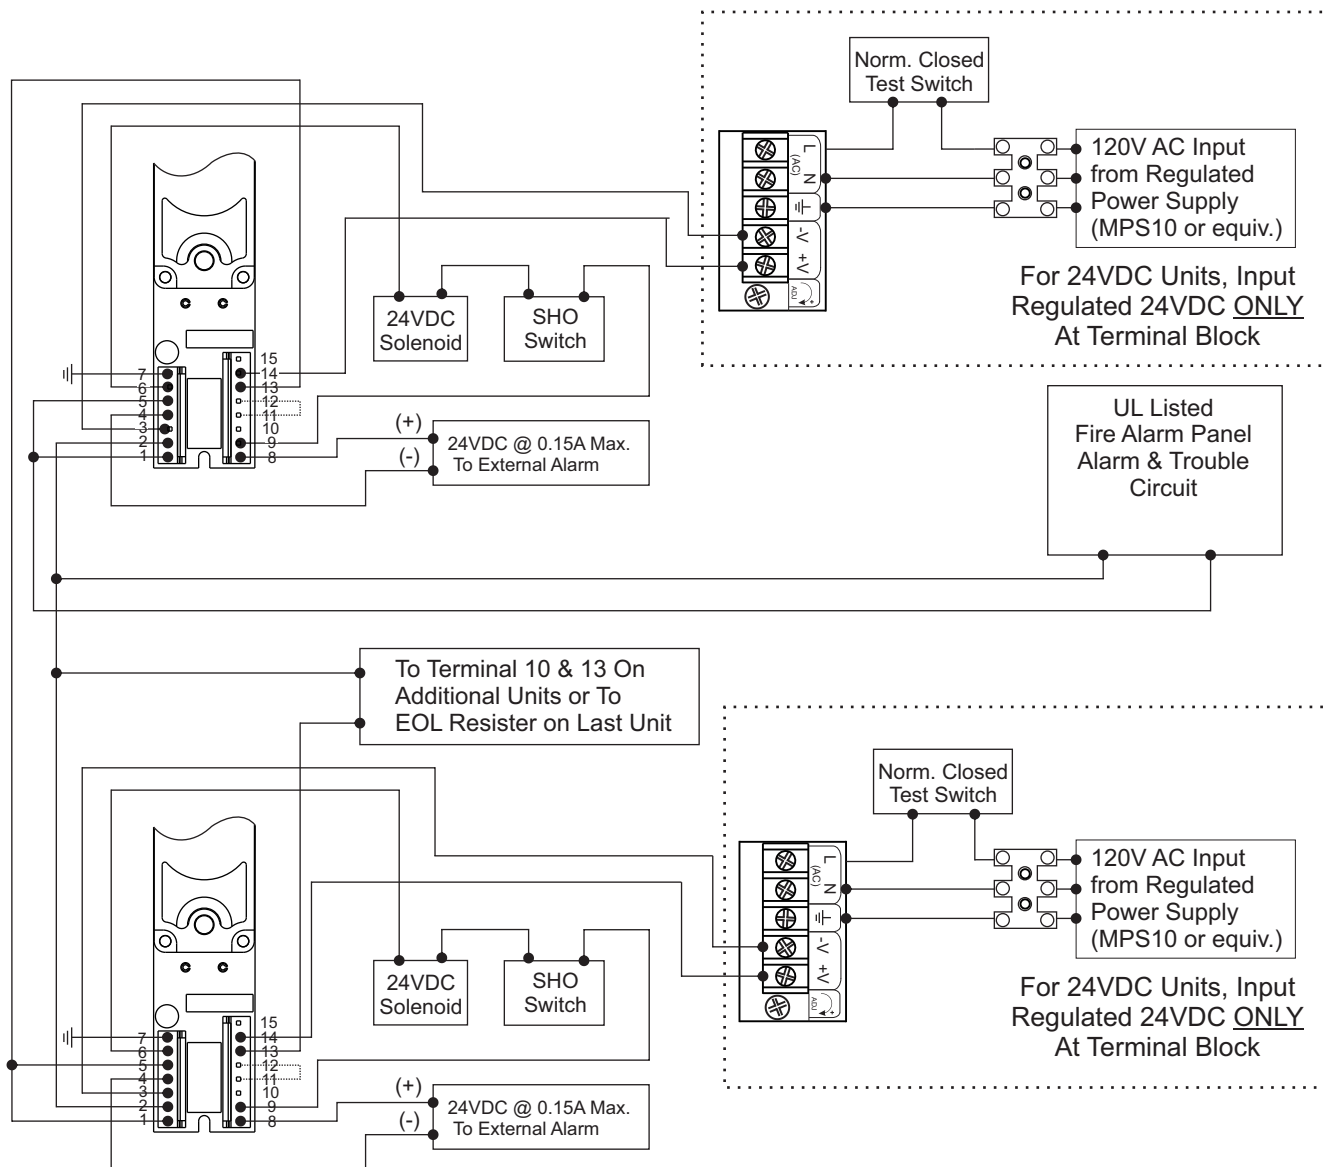 Norm. Closed
Test Switch
L
(AC)
N
-V
+V
ADJ
+
120V AC Input
from Regulated
Power Supply
(MPS10 or equiv.)
For 24VDC Units, Input
Regulated 24VDC ONLY
At Terminal Block
24VDC
Solenoid
SHO
Switch
7
6
5
4
3
2
1
15
14
13
12
11
10
9
8
(+)
(-)
24VDC @ 0.15A Max.
To External Alarm
UL Listed
Fire Alarm Panel
Alarm & Trouble
Circuit
To Terminal 10 & 13 On
Additional Units or To
EOL Resister on Last Unit
Norm. Closed
Test Switch
L
(AC)
N
-V
+V
ADJ
+
120V AC Input
from Regulated
Power Supply
(MPS10 or equiv.)
For 24VDC Units, Input
Regulated 24VDC ONLY
At Terminal Block
24VDC
Solenoid
SHO
Switch
7
6
5
4
3
2
1
15
14
13
12
11
10
9
8
(+)
(-)
24VDC @ 0.15A Max.
To External Alarm